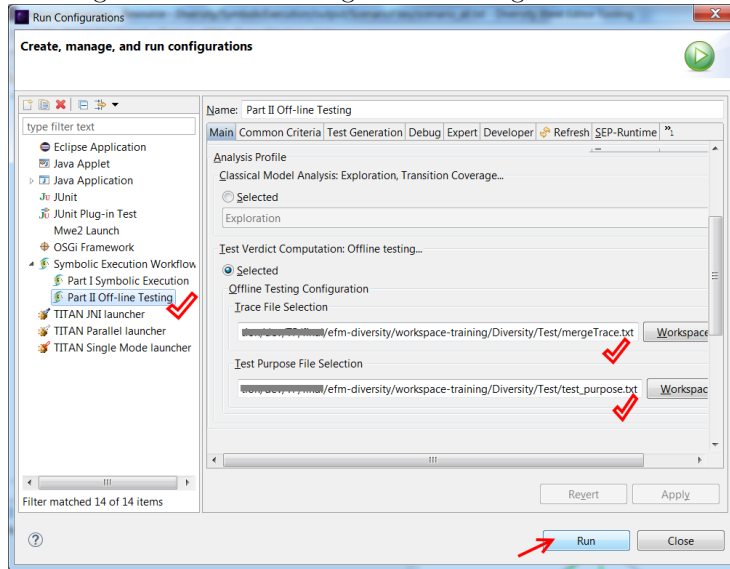 Run Configurations
Create, manage, and run configurations
type filter text
Eclipse Application
Java Applet
Java Application
Ju JUnit
JUnit Plug-in Test
Mwe2 Launch
OSGi Framework
Symbolic Execution Workflow
Part I Symbolic Execution
Part II Off-line Testing
TITAN JNI launcher
TITAN Parallel launcher
TITAN Single Mode launcher
Filter matched 14 of 14 items
Name: Part II Off-line Testing
Main Common Criteria Test Generation Debug Expert Developer Refresh SEP-Runtime »1
Analysis Profile
Classical Model Analysis: Exploration, Transition Coverage...
Selected
Exploration
Test Verdict Computation: Offline testing...
Selected
Offline Testing Configuration
Trace File Selection
/efm-diversity/workspace-training/Diversity/Test/mergeTrace.txt Workspace
Test Purpose File Selection
/efm-diversity/workspace-training/Diversity/Test/test_purpose.txt Workspac
Revert Apply
Run Close